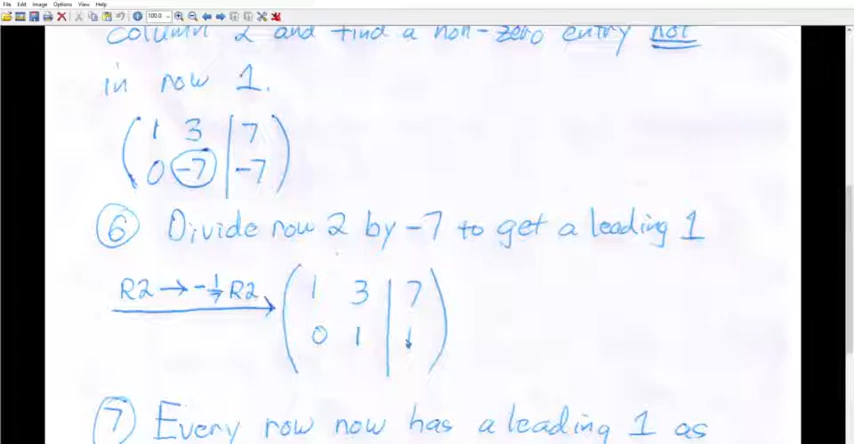 File Edit Image Options View Help
100.0
column 2 and find a non-zero entry not
in row 1.
( 1 3 | 7 )
( 0 -7 | -7 )
⑥ Divide row 2 by -7 to get a leading 1
R2 → -1/7 R2 ( 1 3 | 7 )
( 0 1 | 1 )
⑦ Every row now has a leading 1 as